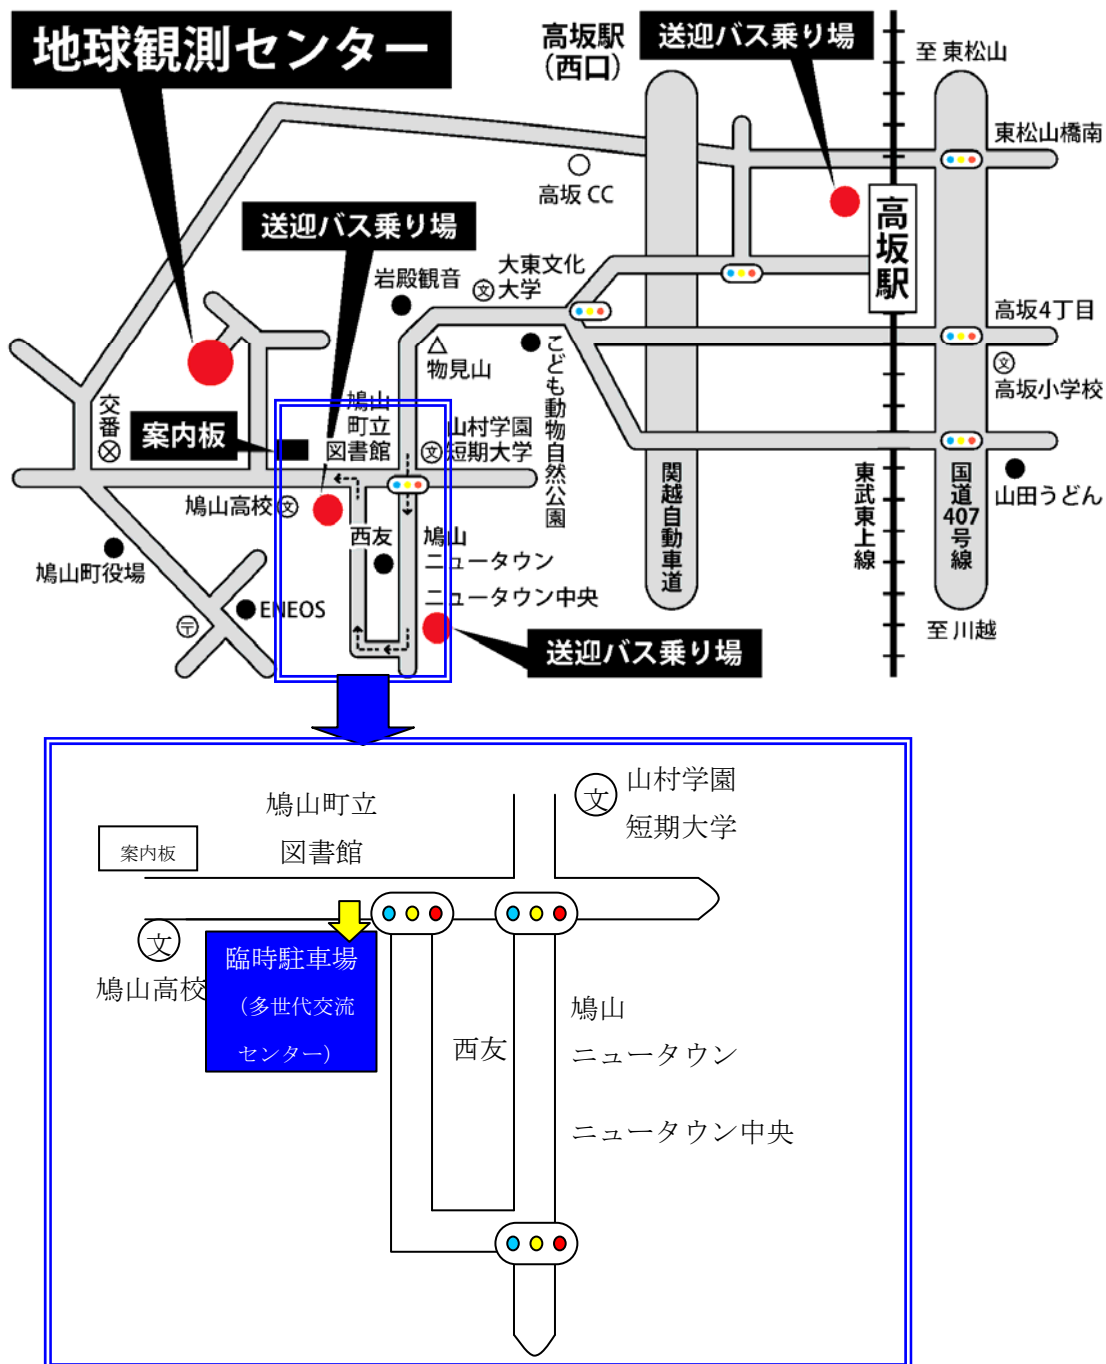 地球観測センター
高坂駅
（西口）
送迎バス乗り場
至 東松山
東松山橋南
高坂 CC
送迎バス乗り場
高坂駅
岩殿観音
大東文化
文 大学
高坂4丁目
物見山
こども動物自然公園
文
高坂小学校
交番
案内板
鳩山
町立
図書館
山村学園
文 短期大学
鳩山高校 文
関越自動車道
東武東上線
国道407号線
山田うどん
西友
鳩山
ニュータウン
鳩山町役場
ニュータウン中央
ENEOS
〒
至 川越
送迎バス乗り場
文 山村学園
短期大学
鳩山町立
図書館
案内板
文
鳩山高校
臨時駐車場
（多世代交流
センター）
西友
鳩山
ニュータウン
ニュータウン中央